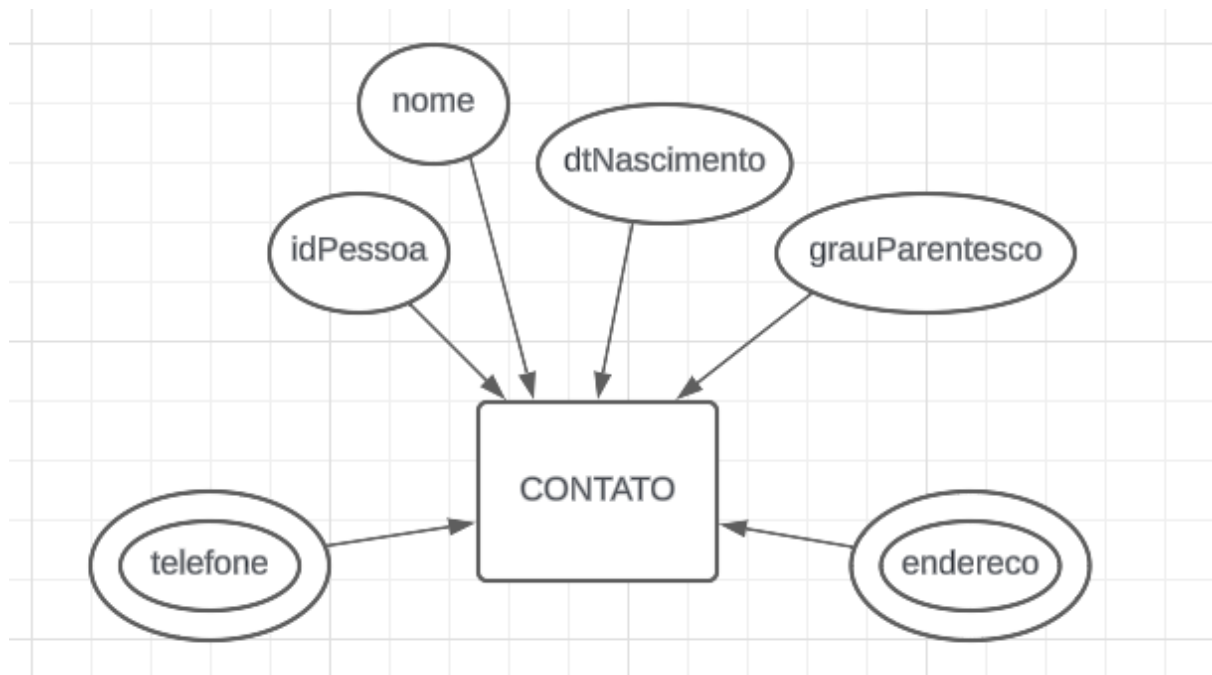 nome
dtNascimento
idPessoa
grauParentesco
CONTATO
telefone
endereco